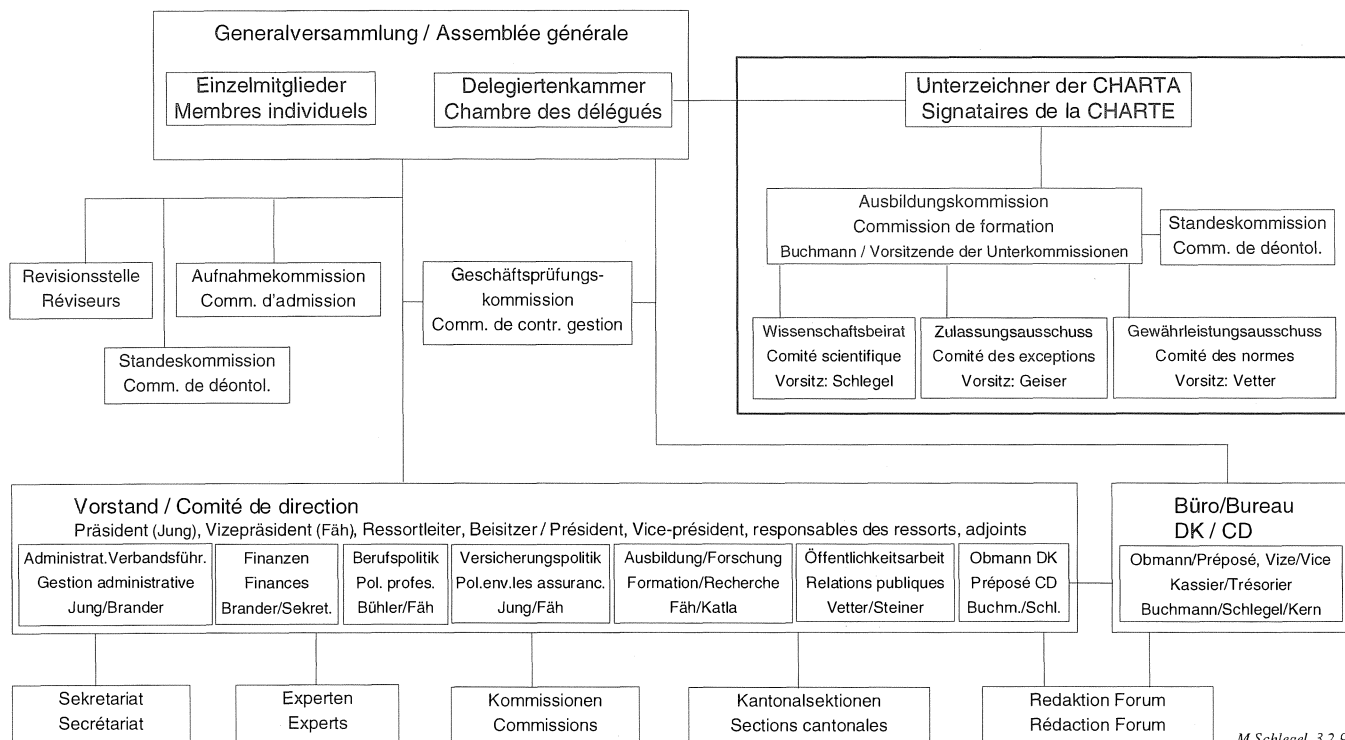 Generalversammlung / Assemblée générale
Einzelmitglieder
Membres individuels
Delegiertenkammer
Chambre des délégués
Unterzeichner der CHARTA
Signataires de la CHARTE
Ausbildungskommission
Commission de formation
Buchmann / Vorsitzende der Unterkommissionen
Standeskommission
Comm. de déontol.
Revisionsstelle
Réviseurs
Aufnahmekommission
Comm. d'admission
Geschäftsprüfungs-
kommission
Comm. de contr. gestion
Standeskommission
Comm. de déontol.
Wissenschaftsbeirat
Comité scientifique
Vorsitz: Schlegel
Zulassungsausschuss
Comité des exceptions
Vorsitz: Geiser
Gewährleistungsausschuss
Comité des normes
Vorsitz: Vetter
Vorstand / Comité de direction
Präsident (Jung), Vizepräsident (Fäh), Ressortleiter, Beisitzer / Président, Vice-président, responsables des ressorts, adjoints
Administrat.Verbandsführ.
Gestion administrative
Jung/Brander
Finanzen
Finances
Brander/Sekret.
Berufspolitik
Pol. profes.
Bühler/Fäh
Versicherungspolitik
Pol.env.les assuranc.
Jung/Fäh
Ausbildung/Forschung
Formation/Recherche
Fäh/Katla
Öffentlichkeitsarbeit
Relations publiques
Vetter/Steiner
Obmann DK
Préposé CD
Buchm./Schl.
Büro/Bureau
DK / CD
Obmann/Préposé, Vize/Vice
Kassier/Trésorier
Buchmann/Schlegel/Kern
Sekretariat
Secrétariat
Experten
Experts
Kommissionen
Commissions
Kantonalsektionen
Sections cantonales
Redaktion Forum
Rédaction Forum
M.Schlegel, 3.2.9